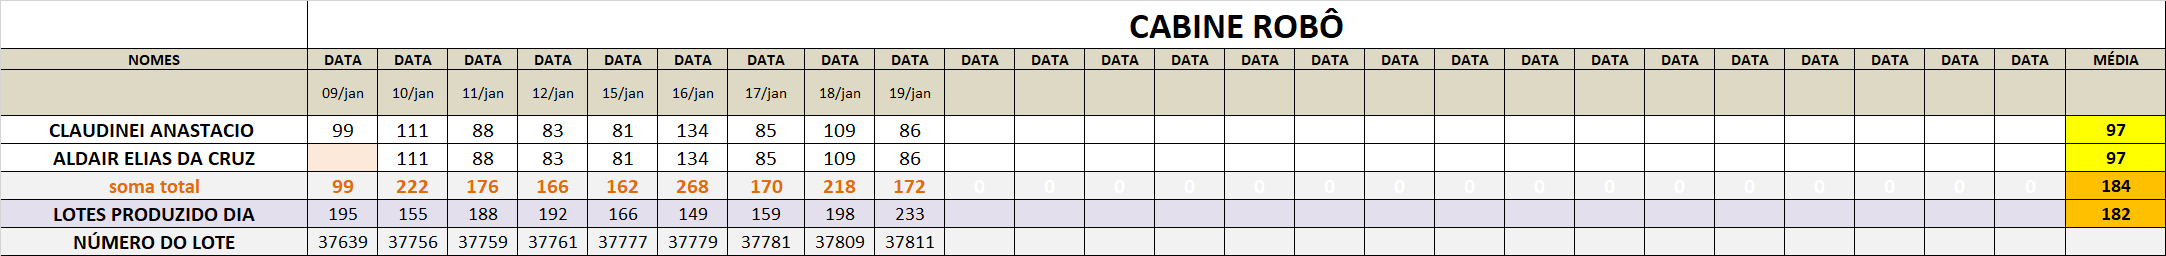 CABINE ROBÔ
NOMES DATA DATA DATA DATA DATA DATA DATA DATA DATA DATA DATA DATA DATA DATA DATA DATA DATA DATA DATA DATA DATA DATA DATA DATA DATA MÉDIA
09/jan 10/jan 11/jan 12/jan 15/jan 16/jan 17/jan 18/jan 19/jan
CLAUDINEI ANASTACIO 99 111 88 83 81 134 85 109 86 97
ALDAIR ELIAS DA CRUZ 111 88 83 81 134 85 109 86 97
soma total 99 222 176 166 162 268 170 218 172 0 0 0 0 0 0 0 0 0 0 0 0 0 0 0 0 184
LOTES PRODUZIDO DIA 195 155 188 192 166 149 159 198 233 182
NÚMERO DO LOTE 37639 37756 37759 37761 37777 37779 37781 37809 37811